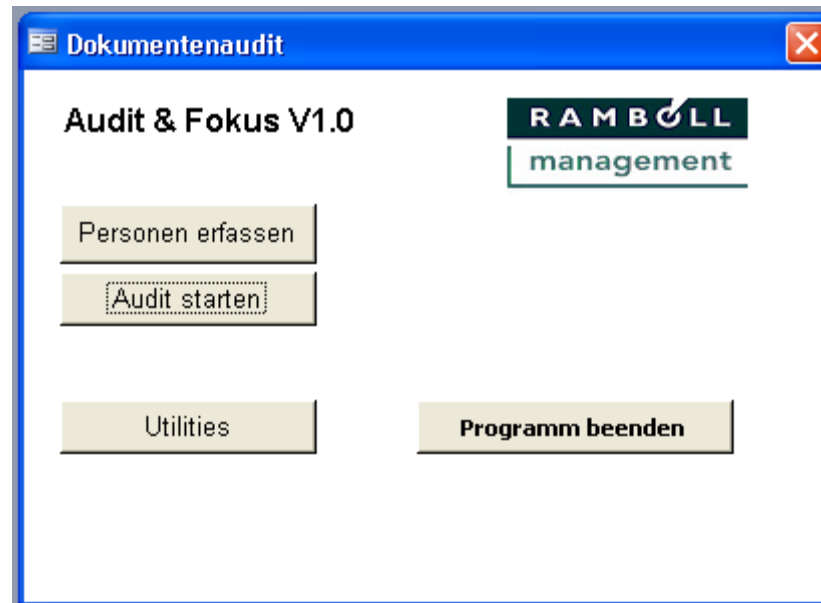 Dokumentenaudit
Audit & Fokus V1.0
RAMBØLL
management
Personen erfassen
Audit starten
Utilities
Programm beenden